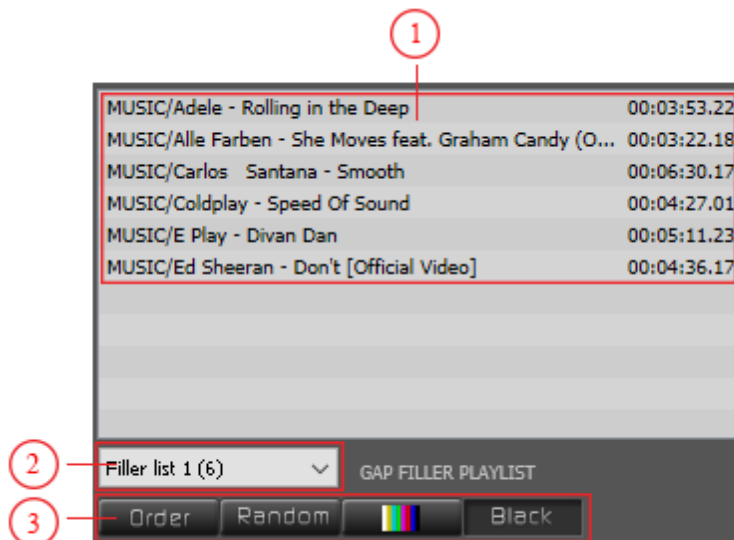 1
MUSIC/Adele - Rolling in the Deep 00:03:53.22
MUSIC/Alle Farben - She Moves feat. Graham Candy (O... 00:03:22.18
MUSIC/Carlos   Santana - Smooth 00:06:30.17
MUSIC/Coldplay - Speed Of Sound 00:04:27.01
MUSIC/E Play - Divan Dan 00:05:11.23
MUSIC/Ed Sheeran - Don't [Official Video] 00:04:36.17
2 Filler list 1 (6) GAP FILLER PLAYLIST
3 Order Random Black